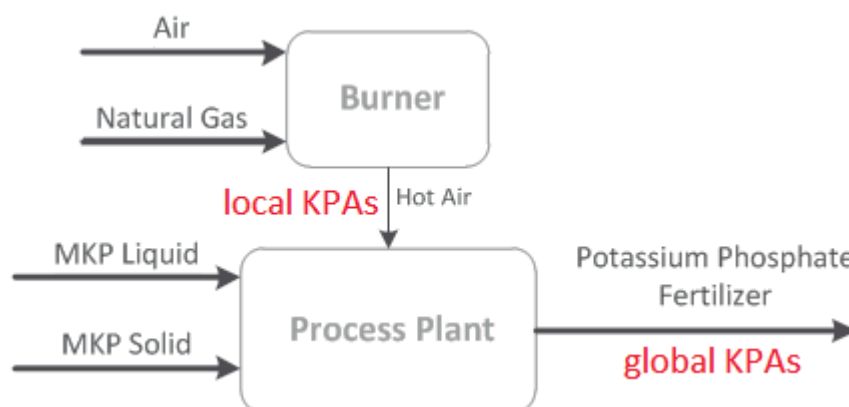 Air
Burner
Natural Gas
local KPAs
Hot Air
MKP Liquid
Potassium Phosphate
Fertilizer
Process Plant
MKP Solid
global KPAs